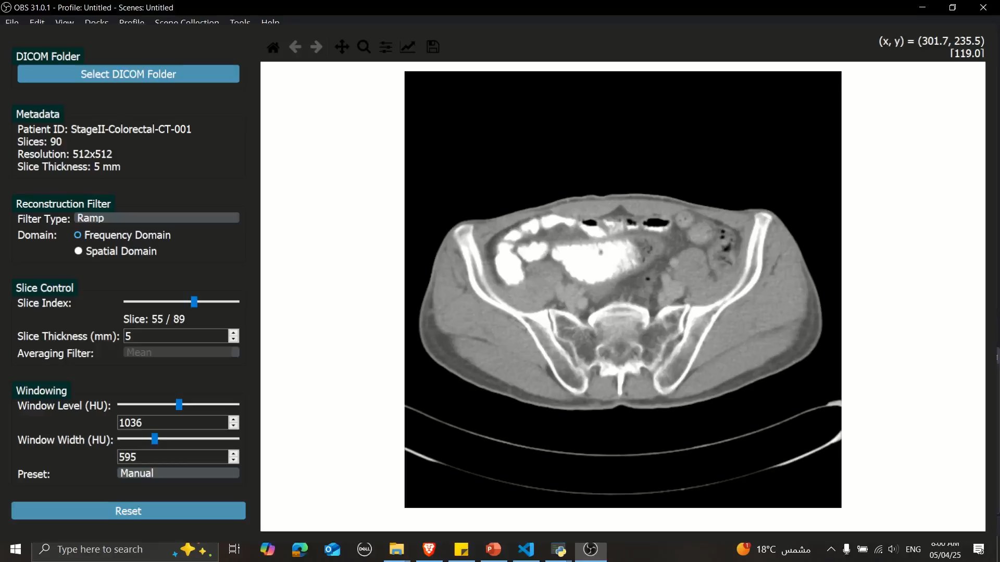 OBS 31.0.1 - Profile: Untitled - Scenes: Untitled
File Edit View Docks Profile Scene Collection Tools Help
(x, y) = (301.7, 235.5)
[119.0]
DICOM Folder
Select DICOM Folder
Metadata
Patient ID: StageII-Colorectal-CT-001
Slices: 90
Resolution: 512x512
Slice Thickness: 5 mm
Reconstruction Filter
Filter Type: Ramp
Domain: Frequency Domain
Spatial Domain
Slice Control
Slice Index:
Slice: 55 / 89
Slice Thickness (mm): 5
Averaging Filter: Mean
Windowing
Window Level (HU):
1036
Window Width (HU):
595
Preset: Manual
Reset
Type here to search
DELL
18°C مشمس
ENG
8:00 AM
05/04/25